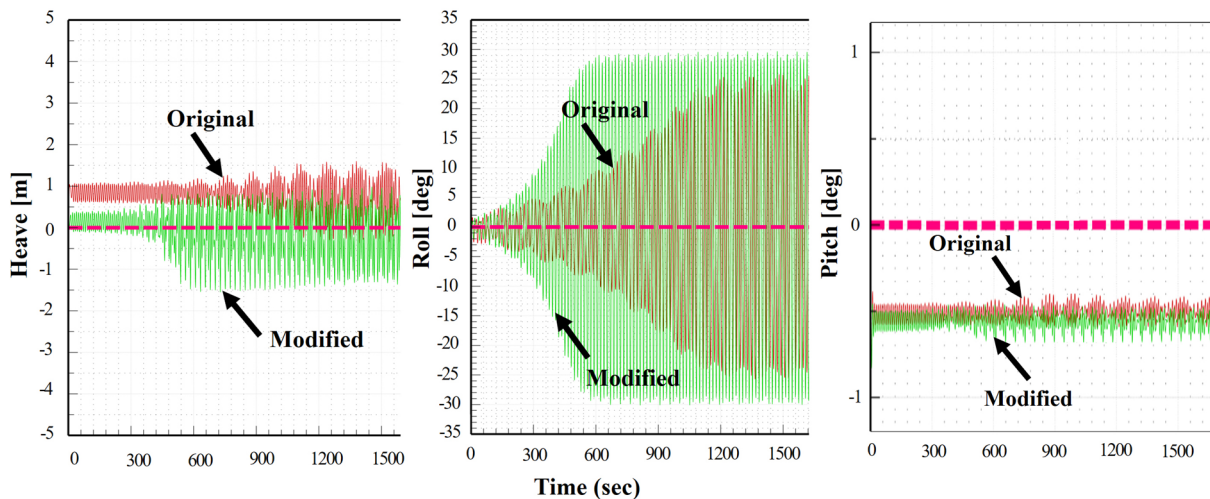 5
4
3
2
1
0
-1
-2
-3
-4
-5
Heave [m]
Original
Modified
0 300 600 900 1200 1500
35
30
25
20
15
10
5
0
-5
-10
-15
-20
-25
-30
-35
Roll [deg]
Original
Modified
0 300 600 900 1200 1500
1
0
-1
Pitch [deg]
Original
Modified
0 300 600 900 1200 1500
Time (sec)